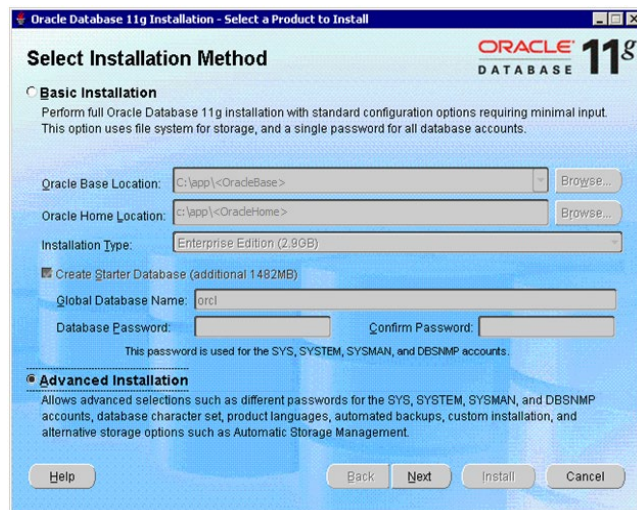 Oracle Database 11g Installation - Select a Product to Install
Select Installation Method
ORACLE 11g
DATABASE
Basic Installation
Perform full Oracle Database 11g installation with standard configuration options requiring minimal input.
This option uses file system for storage, and a single password for all database accounts.
Oracle Base Location: C:\app\<OracleBase> Browse...
Oracle Home Location: c:\app\<OracleHome> Browse...
Installation Type: Enterprise Edition (2.9GB)
Create Starter Database (additional 1482MB)
Global Database Name: orcl
Database Password: Confirm Password:
This password is used for the SYS, SYSTEM, SYSMAN, and DBSNMP accounts.
Advanced Installation
Allows advanced selections such as different passwords for the SYS, SYSTEM, SYSMAN, and DBSNMP
accounts, database character set, product languages, automated backups, custom installation, and
alternative storage options such as Automatic Storage Management.
Help Back Next Install Cancel